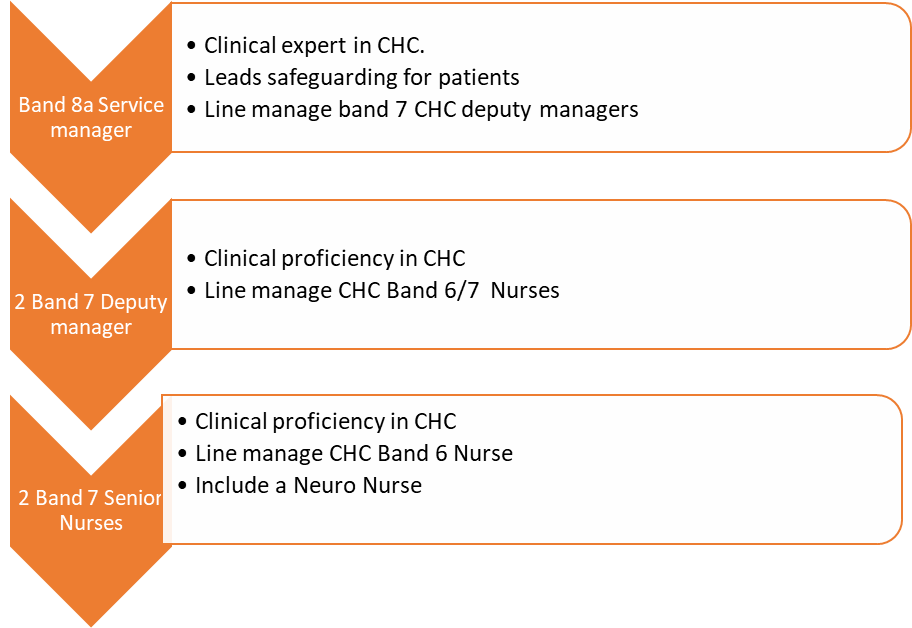 Band 8a Service
manager
• Clinical expert in CHC.
• Leads safeguarding for patients
• Line manage band 7 CHC deputy managers
2 Band 7 Deputy
manager
• Clinical proficiency in CHC
• Line manage CHC Band 6/7 Nurses
2 Band 7 Senior
Nurses
• Clinical proficiency in CHC
• Line manage CHC Band 6 Nurse
• Include a Neuro Nurse